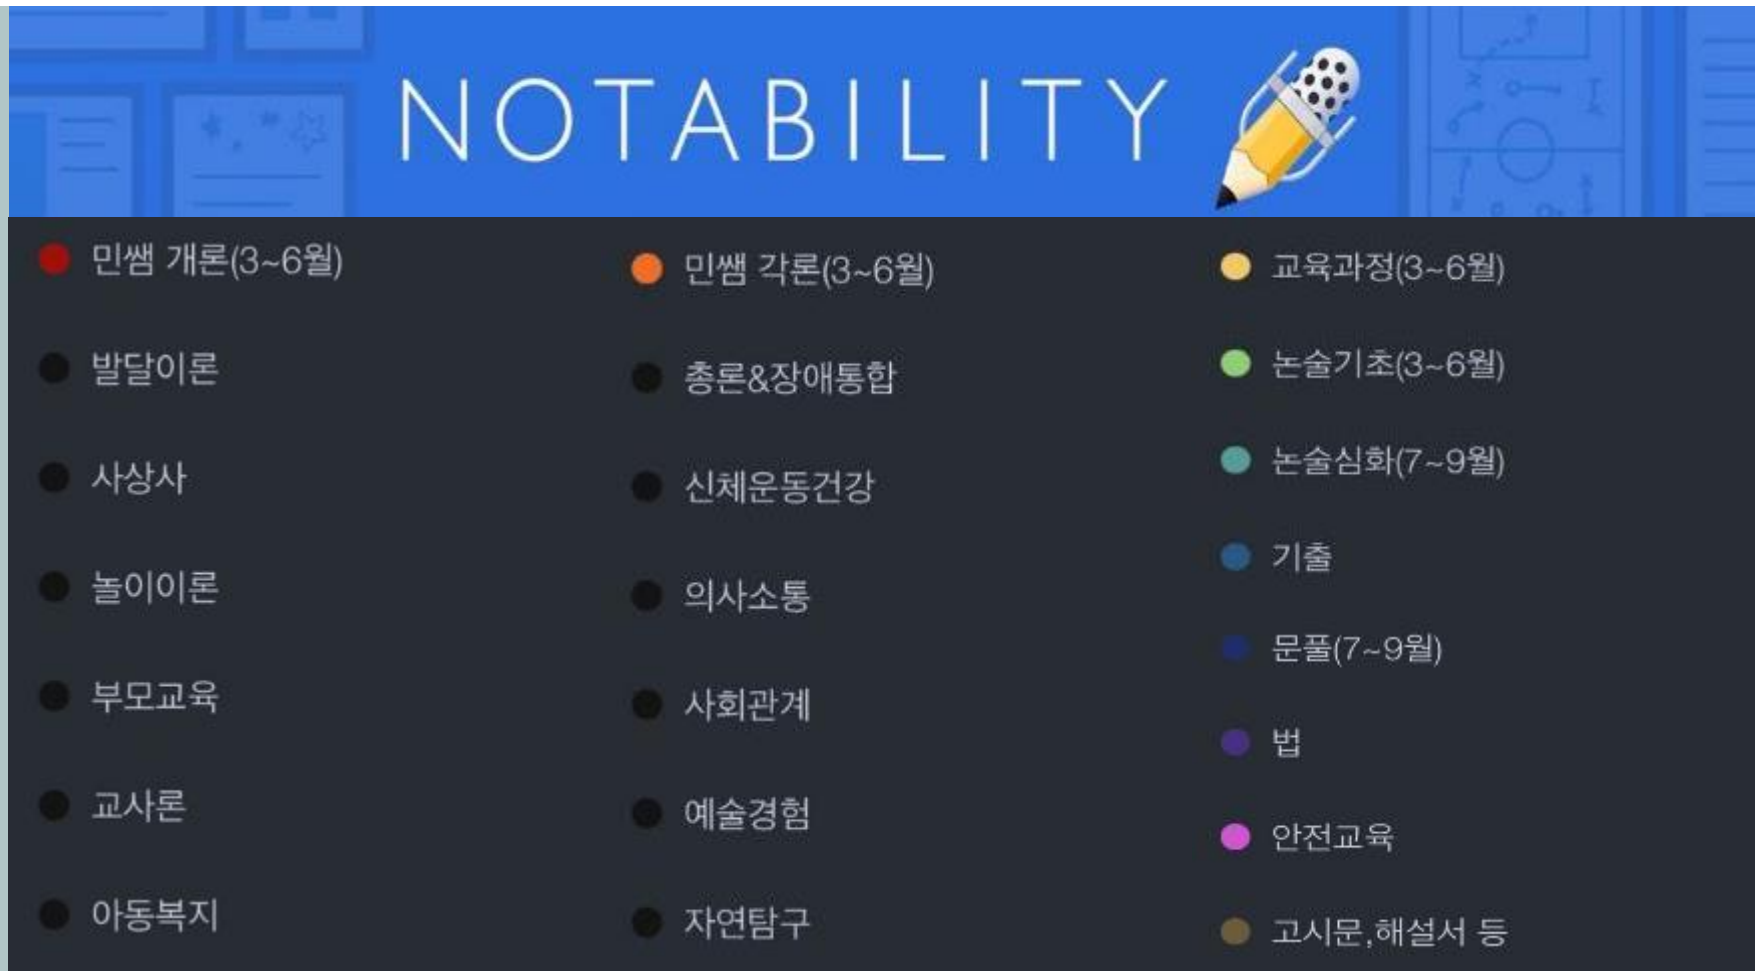 NOTABILITY
민쌤 개론(3~6월)
발달이론
사상사
놀이이론
부모교육
교사론
아동복지
민쌤 각론(3~6월)
총론&장애통합
신체운동건강
의사소통
사회관계
예술경험
자연탐구
교육과정(3~6월)
논술기초(3~6월)
논술심화(7~9월)
기출
문풀(7~9월)
법
안전교육
고시문,해설서 등